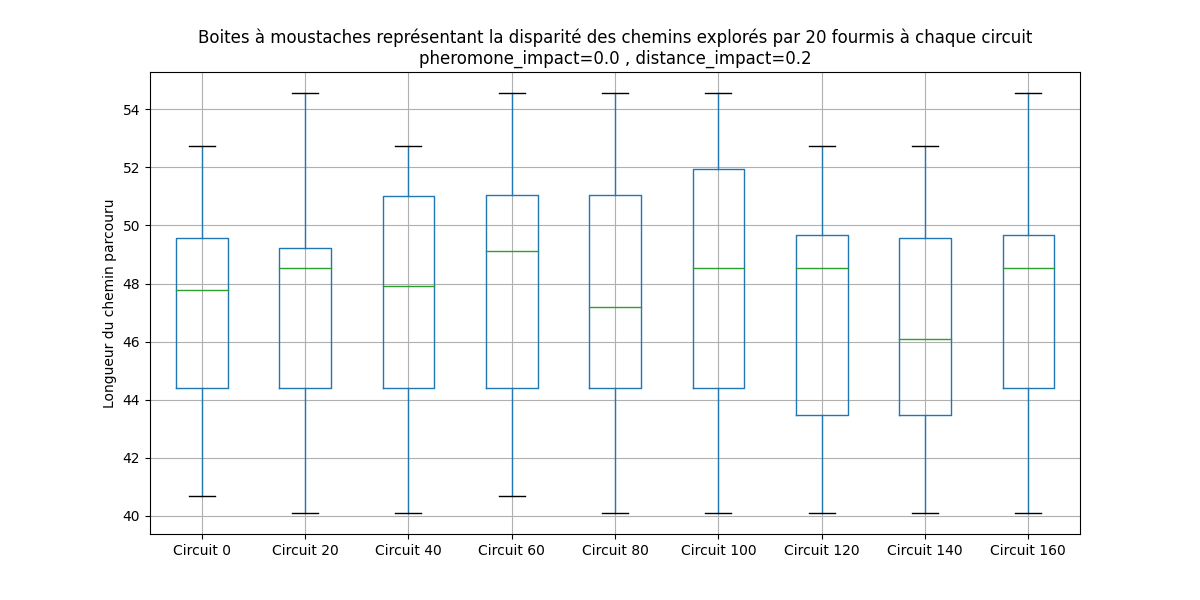 Boites à moustaches représentant la disparité des chemins explorés par 20 fourmis à chaque circuit
pheromone_impact=0.0 , distance_impact=0.2
Longueur du chemin parcouru
54
52
50
48
46
44
42
40
Circuit 0 Circuit 20 Circuit 40 Circuit 60 Circuit 80 Circuit 100 Circuit 120 Circuit 140 Circuit 160